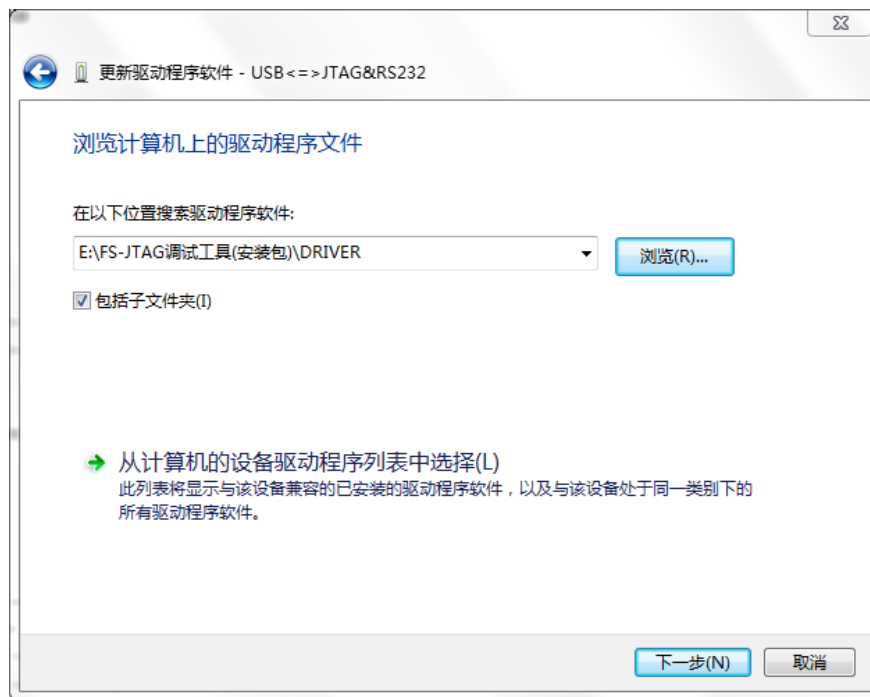 更新驱动程序软件 - USB<=>JTAG&RS232
浏览计算机上的驱动程序文件
在以下位置搜索驱动程序软件:
E:\FS-JTAG调试工具(安装包)\DRIVER
浏览(R)...
包括子文件夹(I)
从计算机的设备驱动程序列表中选择(L)
此列表将显示与该设备兼容的已安装的驱动程序软件，以及与该设备处于同一类别下的
所有驱动程序软件。
下一步(N)
取消